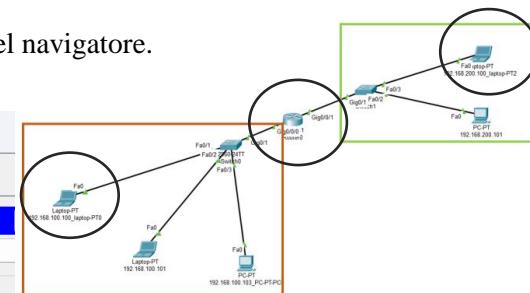 el navigatore.
Fa0
192.168.200.100_laptop-PT2
Fa0/3
Gig0/1
Fa0/2
Fa0
PC-PT
192.168.200.101
Gig0/0/1
Gig0/0/0
Gig0/1
Fa0/1
Fa0/2
Fa0/3
Switch0
Fa0
Laptop-PT
192.168.100.100_laptop-PT0
Fa0
Laptop-PT
192.168.100.101
Fa0
PC-PT
192.168.100.103_PC-PT-PC